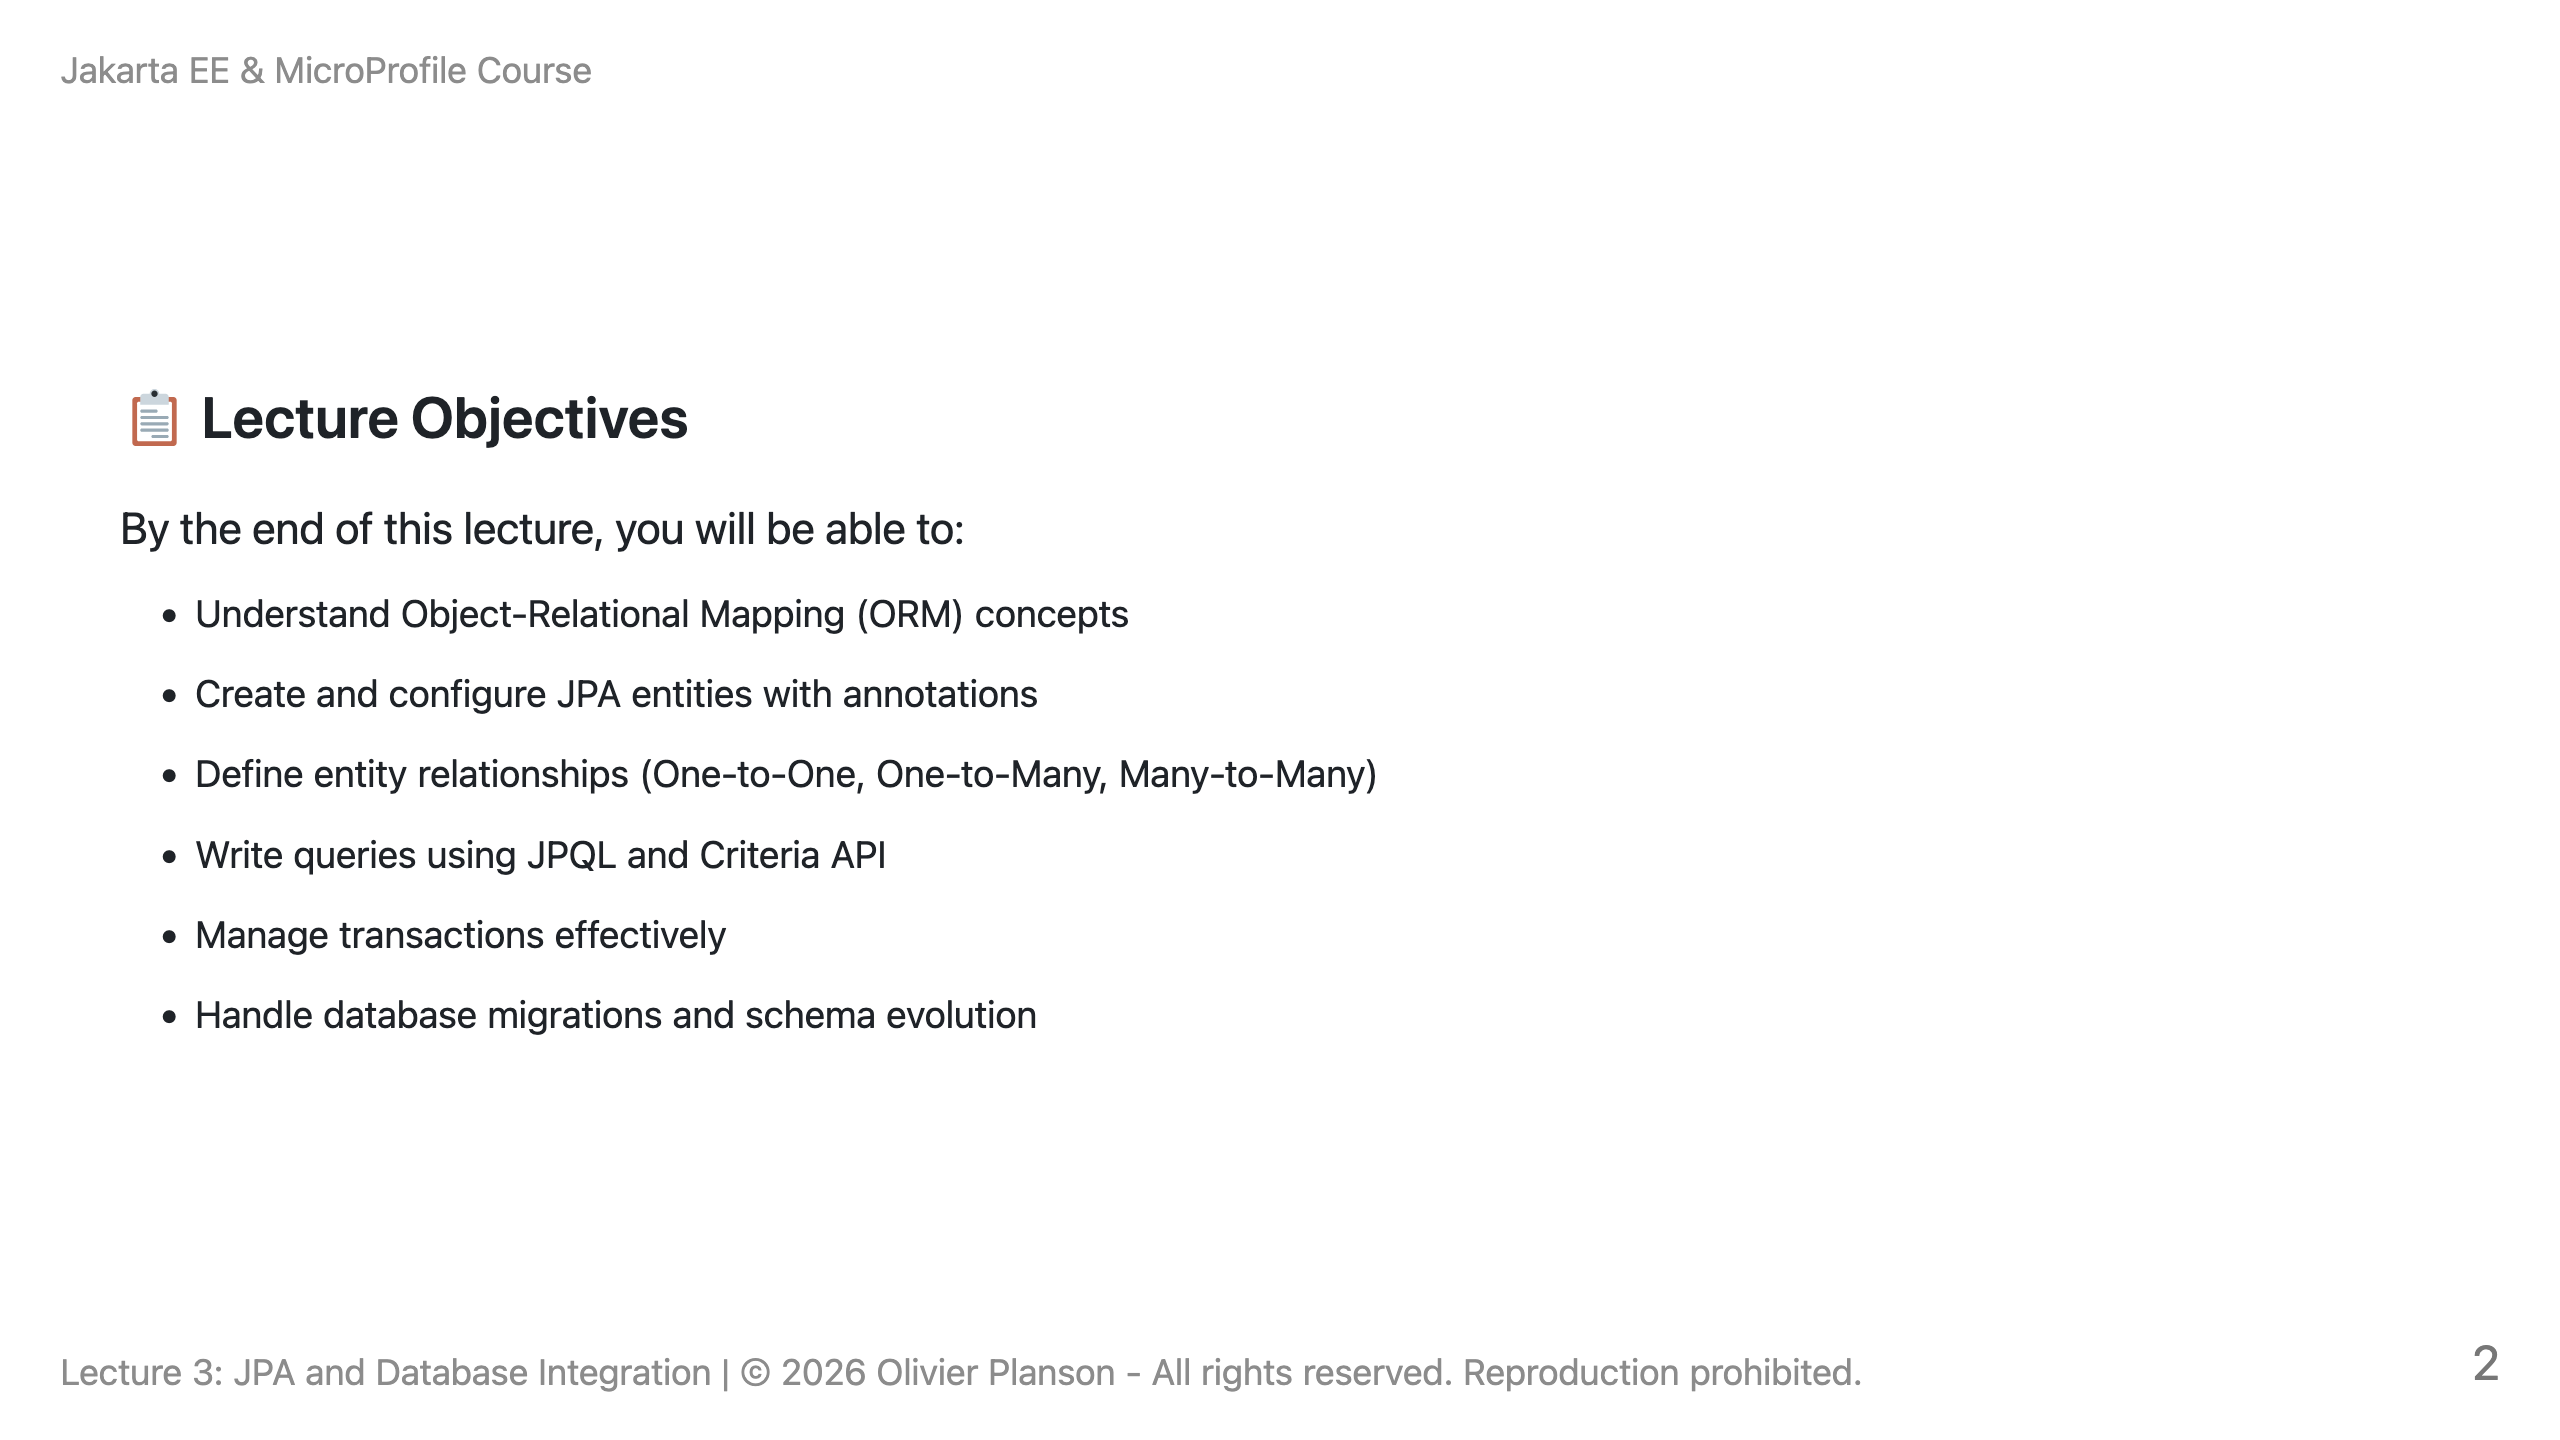 Jakarta EE & MicroProfile Course
📋 Lecture Objectives
By the end of this lecture, you will be able to:
• Understand Object-Relational Mapping (ORM) concepts
• Create and configure JPA entities with annotations
• Define entity relationships (One-to-One, One-to-Many, Many-to-Many)
• Write queries using JPQL and Criteria API
• Manage transactions effectively
• Handle database migrations and schema evolution
Lecture 3: JPA and Database Integration | © 2026 Olivier Planson - All rights reserved. Reproduction prohibited.
2